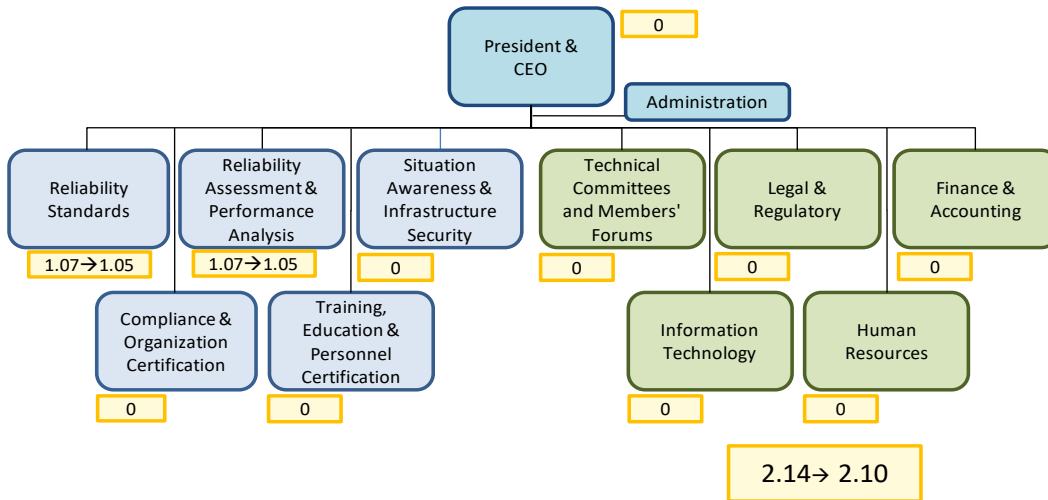 0
President &
CEO
Administration
Reliability
Standards
Reliability
Assessment &
Performance
Analysis
Situation
Awareness &
Infrastructure
Security
Technical
Committees
and Members'
Forums
Legal &
Regulatory
Finance &
Accounting
1.07→1.05
1.07→1.05
0
0
0
0
Compliance &
Organization
Certification
Training,
Education &
Personnel
Certification
Information
Technology
Human
Resources
0
0
0
0
2.14→ 2.10